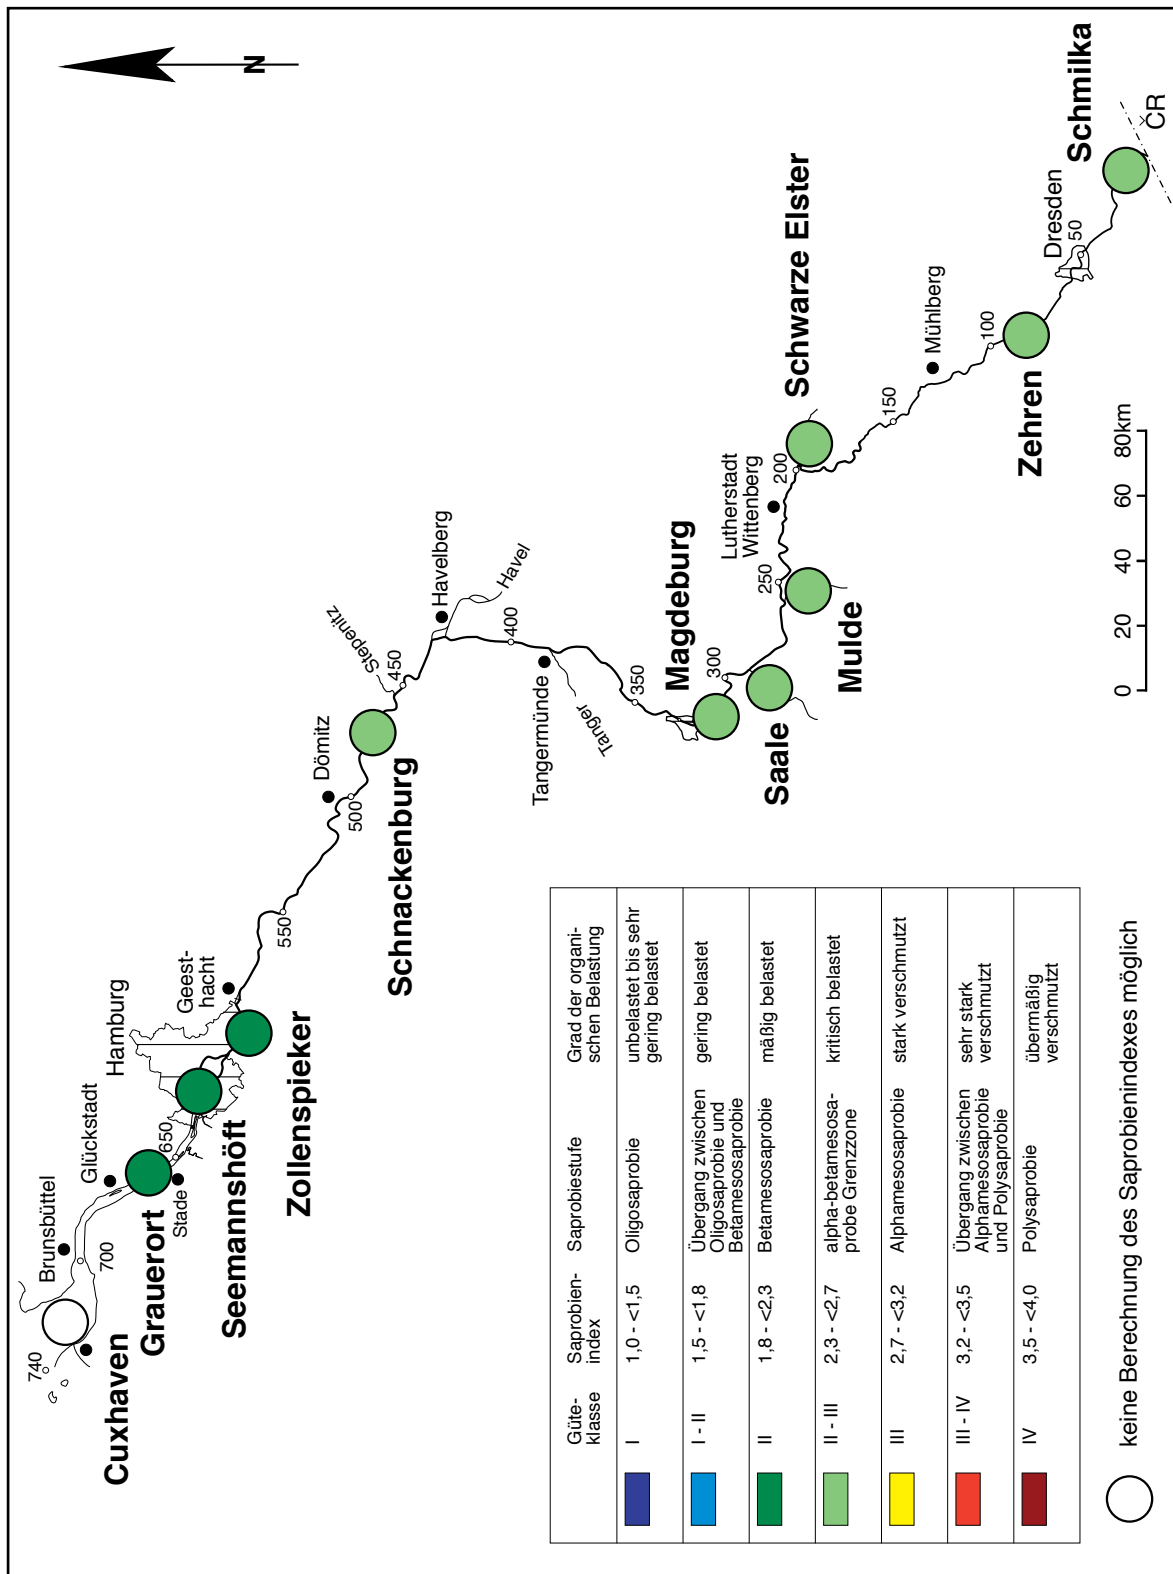 N
Cuxhaven
Grauerort
Seemannshöft
Zollenspieker
Schnackenburg
Magdeburg
Saale
Mulde
Schwarze Elster
Zehren
Schmilka
740
Brunsbüttel
700
Glückstadt
Stade
650
Hamburg
Geest-
hacht
550
Dömitz
500
Stepenitz
450
Havelberg
Havel
400
Tangermünde
Tanger
350
300
250
Lutherstadt
Wittenberg
200
150
Mühlberg
100
Dresden
50
CR
0 20 40 60 80km
Güte-
klasse
Saprobien-
index
Saprobiestufe
Grad der organi-
schen Belastung
I
1,0 - <1,5
Oligosaprobie
unbelastet bis sehr
gering belastet
I - II
1,5 - <1,8
Übergang zwischen
Oligosaprobie und
Betamesosaprobie
gering belastet
II
1,8 - <2,3
Betamesosaprobie
mäßig belastet
II - III
2,3 - <2,7
alpha-betamesosa-
probe Grenzzone
kritisch belastet
III
2,7 - <3,2
Alphamesosaprobie
stark verschmutzt
III - IV
3,2 - <3,5
Übergang zwischen
Alphamesosaprobie
und Polysaprobie
sehr stark
verschmutzt
IV
3,5 - <4,0
Polysaprobie
übermäßig
verschmutzt
keine Berechnung des Saprobienindexes möglich